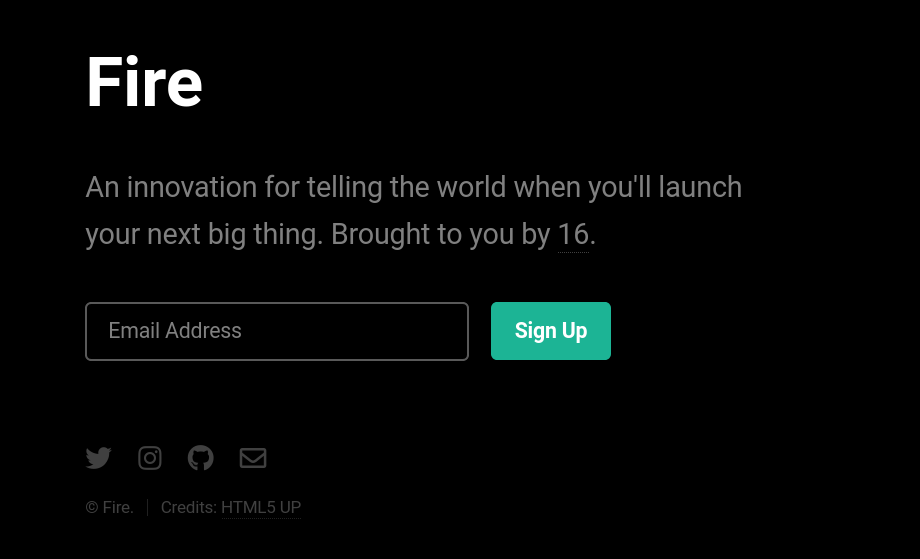 Fire
An innovation for telling the world when you'll launch
your next big thing. Brought to you by 16.
Email Address
Sign Up
© Fire.
Credits: HTML5 UP